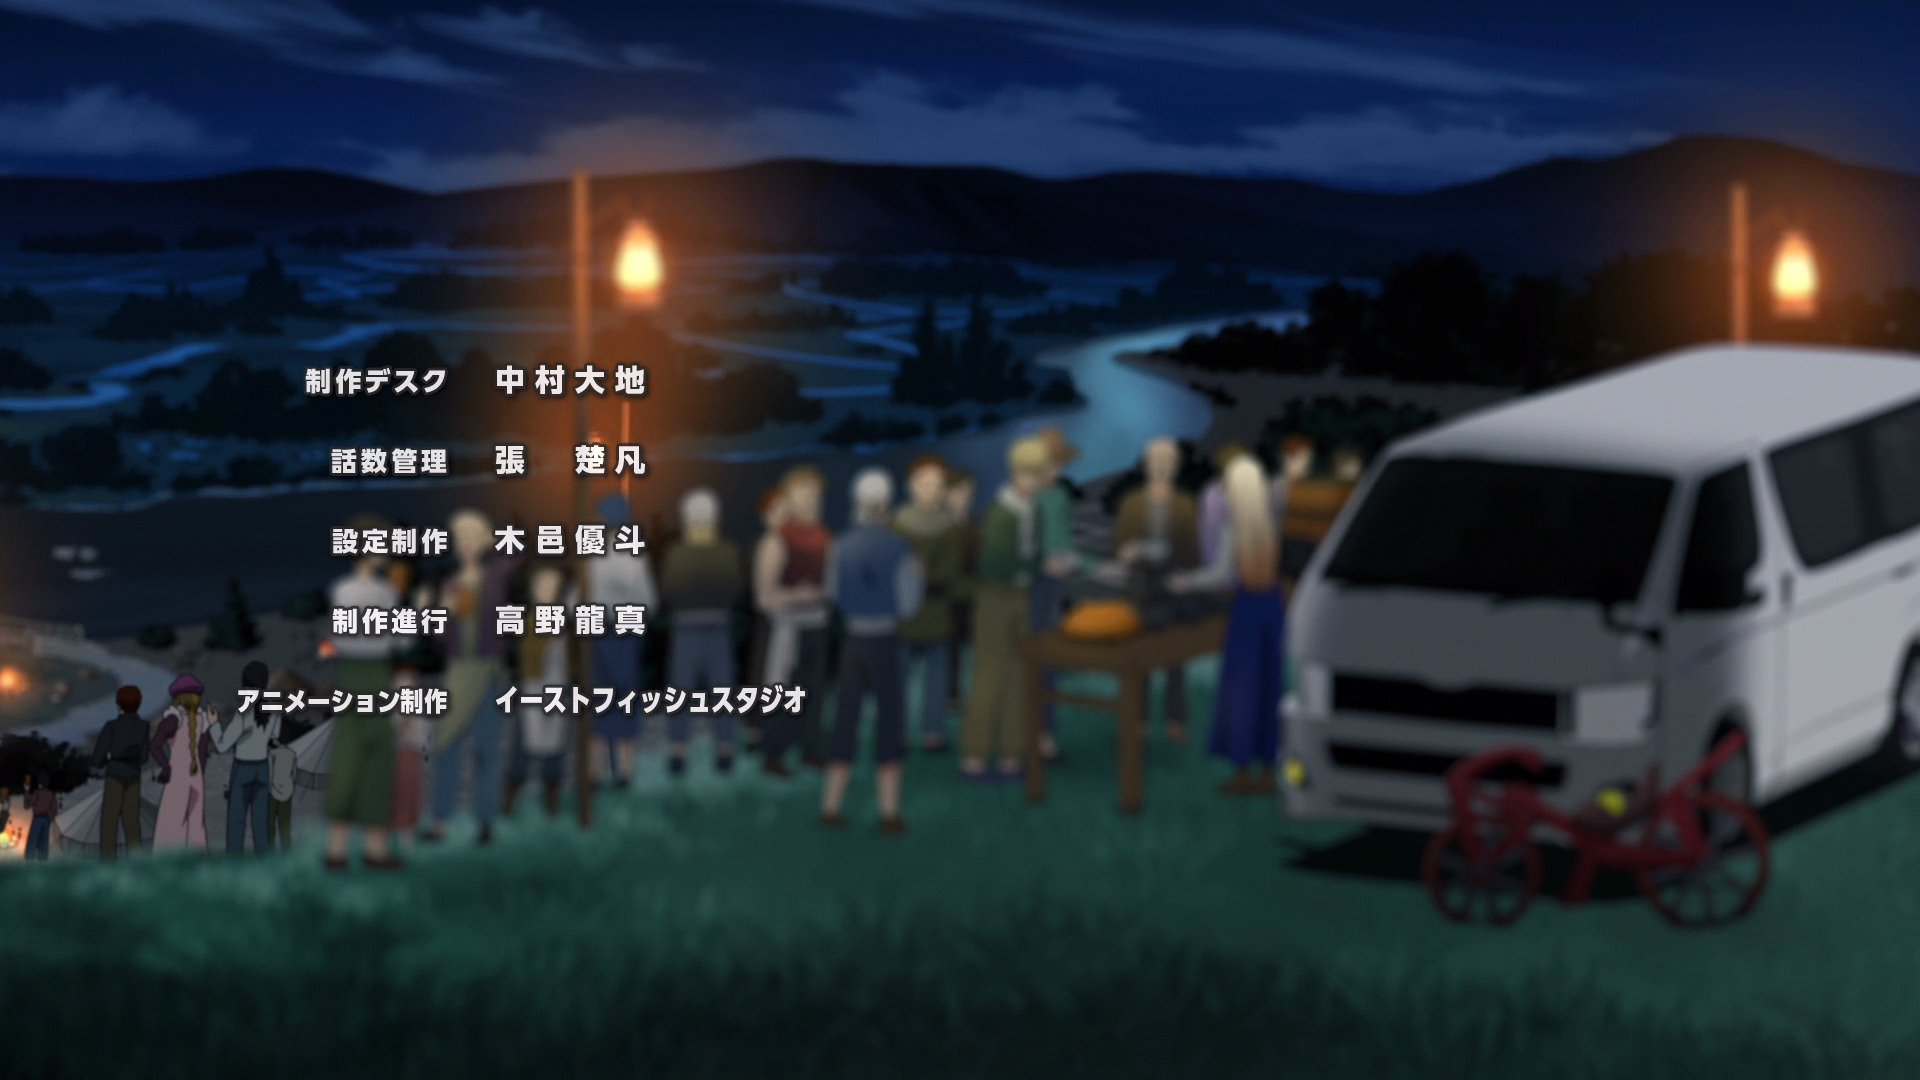 制作デスク 中村大地
話数管理 張 楚凡
設定制作 木邑優斗
制作進行 高野龍真
アニメーション制作 イーストフィッシュスタジオ